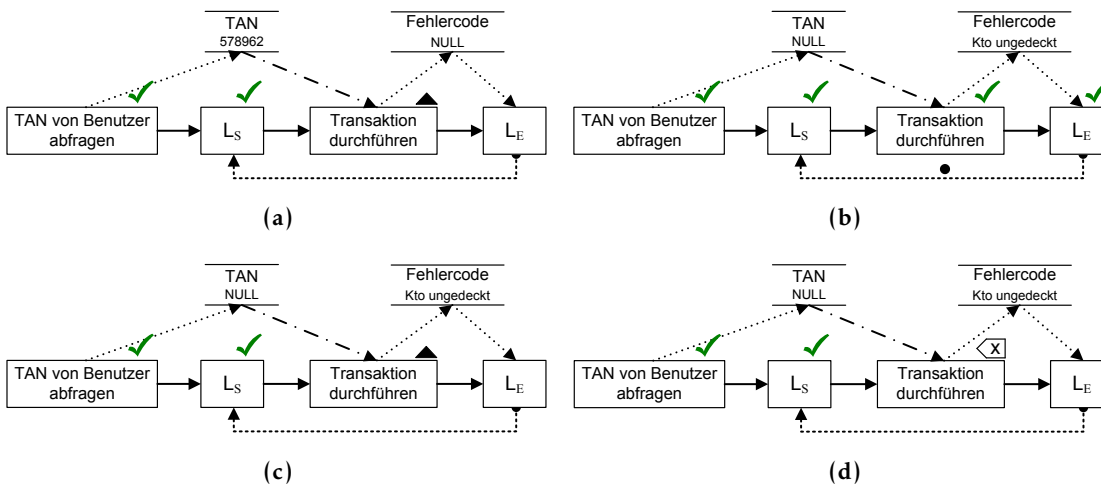 TAN
578962
Fehlercode
NULL
TAN von Benutzer
abfragen
LS
Transaktion
durchführen
LE
(a)
TAN
NULL
Fehlercode
Kto ungedeckt
TAN von Benutzer
abfragen
LS
Transaktion
durchführen
LE
(b)
TAN
NULL
Fehlercode
Kto ungedeckt
TAN von Benutzer
abfragen
LS
Transaktion
durchführen
LE
(c)
TAN
NULL
Fehlercode
Kto ungedeckt
X
TAN von Benutzer
abfragen
LS
Transaktion
durchführen
LE
(d)